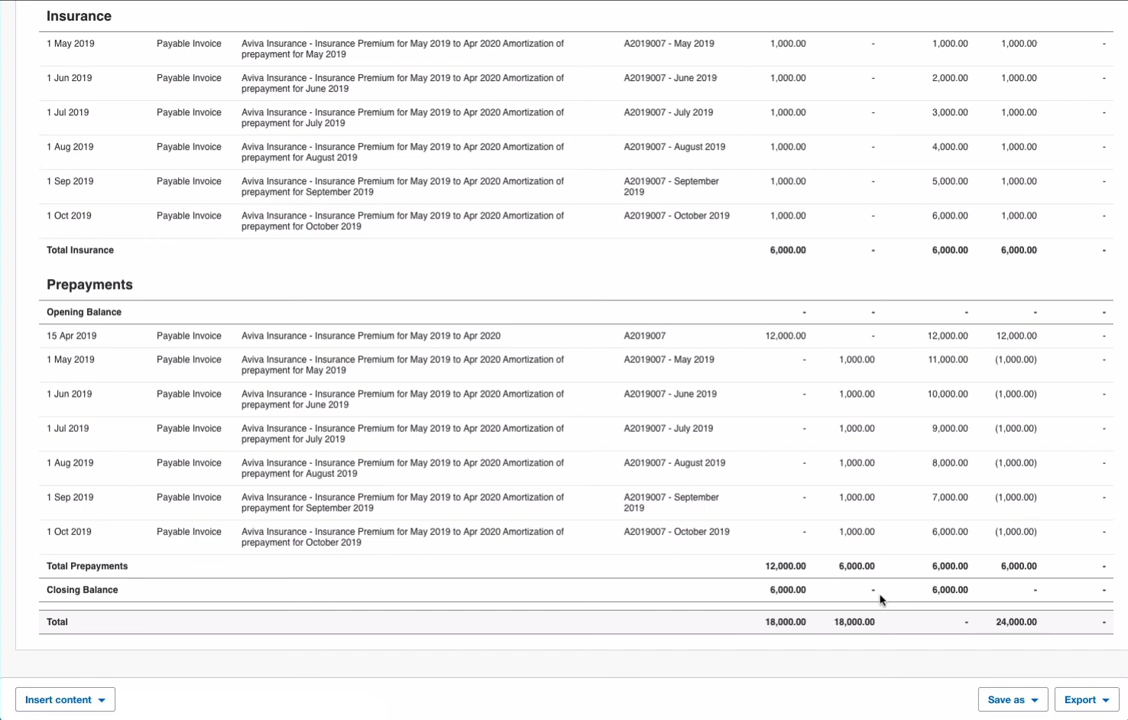 Insurance
1 May 2019 Payable Invoice Aviva Insurance - Insurance Premium for May 2019 to Apr 2020 Amortization of A2019007 - May 2019 1,000.00 - 1,000.00 1,000.00 -
prepayment for May 2019
1 Jun 2019 Payable Invoice Aviva Insurance - Insurance Premium for May 2019 to Apr 2020 Amortization of A2019007 - June 2019 1,000.00 - 2,000.00 1,000.00 -
prepayment for June 2019
1 Jul 2019 Payable Invoice Aviva Insurance - Insurance Premium for May 2019 to Apr 2020 Amortization of A2019007 - July 2019 1,000.00 - 3,000.00 1,000.00 -
prepayment for July 2019
1 Aug 2019 Payable Invoice Aviva Insurance - Insurance Premium for May 2019 to Apr 2020 Amortization of A2019007 - August 2019 1,000.00 - 4,000.00 1,000.00 -
prepayment for August 2019
1 Sep 2019 Payable Invoice Aviva Insurance - Insurance Premium for May 2019 to Apr 2020 Amortization of A2019007 - September 1,000.00 - 5,000.00 1,000.00 -
prepayment for September 2019 2019
1 Oct 2019 Payable Invoice Aviva Insurance - Insurance Premium for May 2019 to Apr 2020 Amortization of A2019007 - October 2019 1,000.00 - 6,000.00 1,000.00 -
prepayment for October 2019
Total Insurance 6,000.00 - 6,000.00 6,000.00 -
Prepayments
Opening Balance - - - - -
15 Apr 2019 Payable Invoice Aviva Insurance - Insurance Premium for May 2019 to Apr 2020 A2019007 12,000.00 - 12,000.00 12,000.00 -
1 May 2019 Payable Invoice Aviva Insurance - Insurance Premium for May 2019 to Apr 2020 Amortization of A2019007 - May 2019 - 1,000.00 11,000.00 (1,000.00) -
prepayment for May 2019
1 Jun 2019 Payable Invoice Aviva Insurance - Insurance Premium for May 2019 to Apr 2020 Amortization of A2019007 - June 2019 - 1,000.00 10,000.00 (1,000.00) -
prepayment for June 2019
1 Jul 2019 Payable Invoice Aviva Insurance - Insurance Premium for May 2019 to Apr 2020 Amortization of A2019007 - July 2019 - 1,000.00 9,000.00 (1,000.00) -
prepayment for July 2019
1 Aug 2019 Payable Invoice Aviva Insurance - Insurance Premium for May 2019 to Apr 2020 Amortization of A2019007 - August 2019 - 1,000.00 8,000.00 (1,000.00) -
prepayment for August 2019
1 Sep 2019 Payable Invoice Aviva Insurance - Insurance Premium for May 2019 to Apr 2020 Amortization of A2019007 - September - 1,000.00 7,000.00 (1,000.00) -
prepayment for September 2019 2019
1 Oct 2019 Payable Invoice Aviva Insurance - Insurance Premium for May 2019 to Apr 2020 Amortization of A2019007 - October 2019 - 1,000.00 6,000.00 (1,000.00) -
prepayment for October 2019
Total Prepayments 12,000.00 6,000.00 6,000.00 6,000.00 -
Closing Balance 6,000.00 - 6,000.00 - -
Total 18,000.00 18,000.00 - 24,000.00 -
Insert content Save as Export